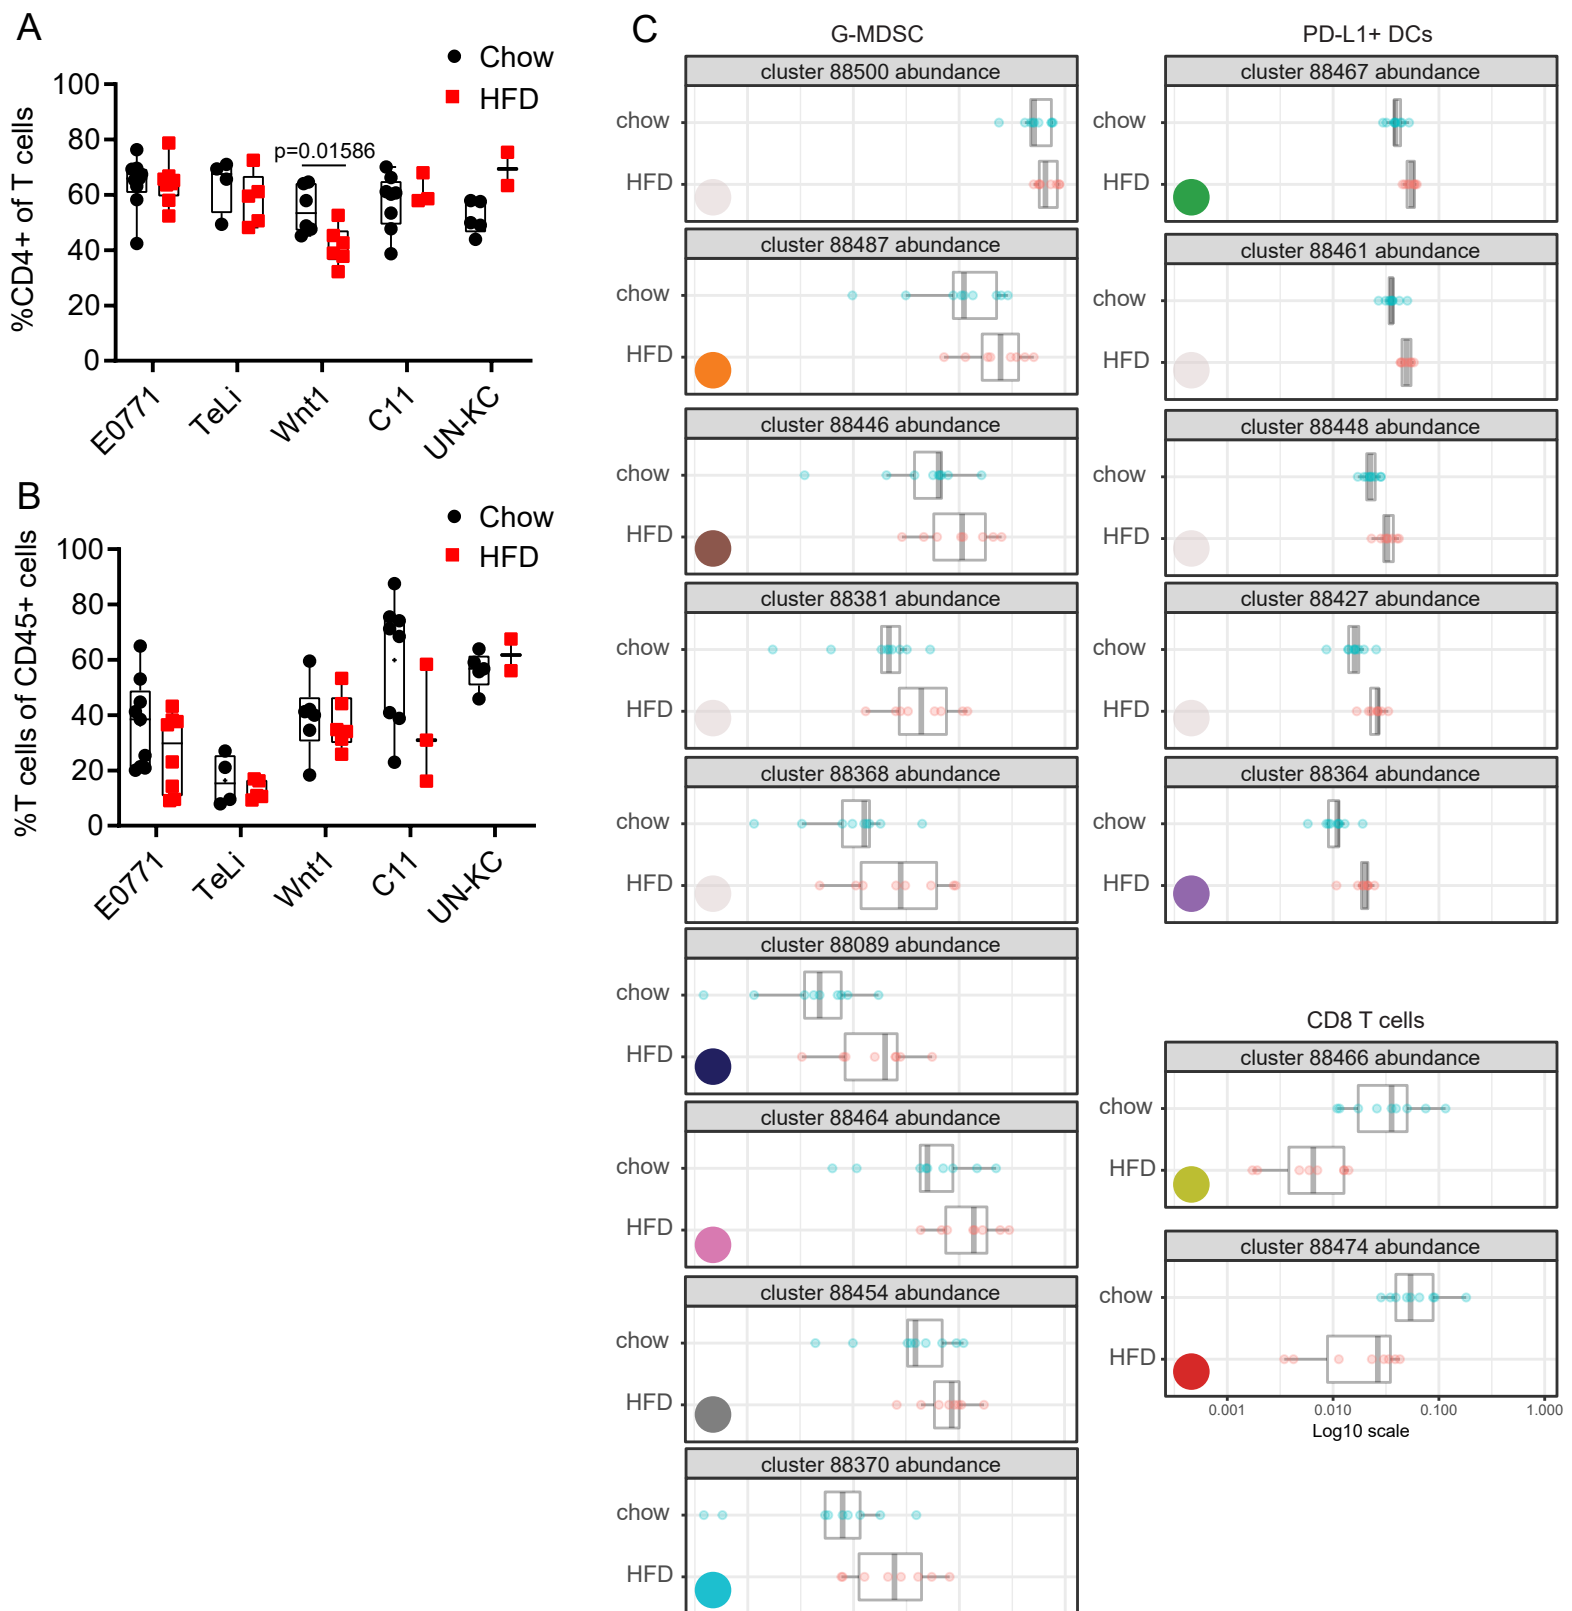 A
Chow
HFD
%CD4+ of T cells
100
80
60
40
20
0
p=0.01586
E0771
TeLi
Wnt1
C11
UN-KC
B
Chow
HFD
%T cells of CD45+ cells
100
80
60
40
20
0
E0771
TeLi
Wnt1
C11
UN-KC
C
G-MDSC
cluster 88500 abundance
chow
HFD
cluster 88487 abundance
chow
HFD
cluster 88446 abundance
chow
HFD
cluster 88381 abundance
chow
HFD
cluster 88368 abundance
chow
HFD
cluster 88089 abundance
chow
HFD
cluster 88464 abundance
chow
HFD
cluster 88454 abundance
chow
HFD
cluster 88370 abundance
chow
HFD
PD-L1+ DCs
cluster 88467 abundance
chow
HFD
cluster 88461 abundance
chow
HFD
cluster 88448 abundance
chow
HFD
cluster 88427 abundance
chow
HFD
cluster 88364 abundance
chow
HFD
CD8 T cells
cluster 88466 abundance
chow
HFD
cluster 88474 abundance
chow
HFD
0.001 0.010 0.100 1.000
Log10 scale